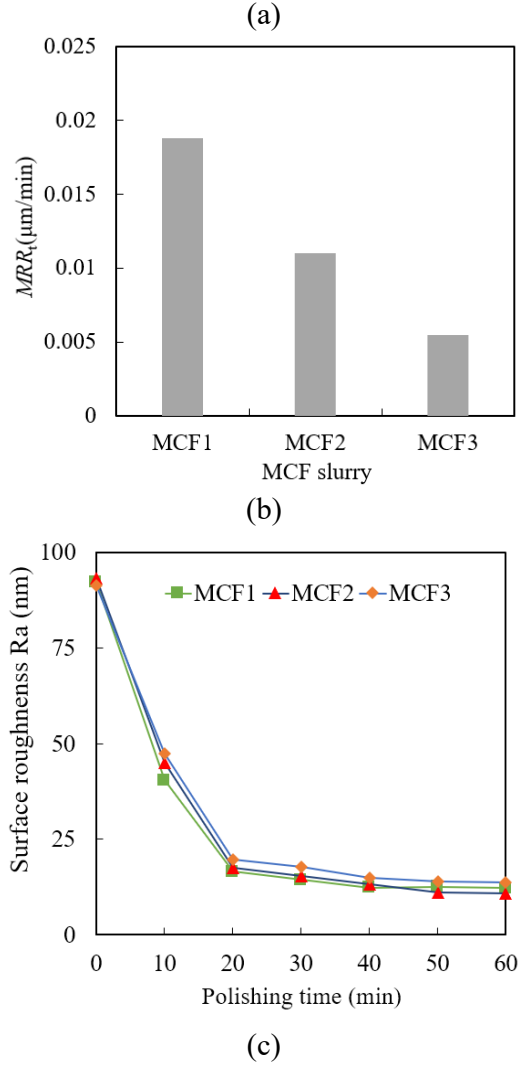 (a)
0.025
0.02
0.015
0.01
0.005
0
MRRt(μm/min)
MCF1 MCF2 MCF3
MCF slurry
(b)
100
75
50
25
0
Surface roughnenss Ra (nm)
MCF1 MCF2 MCF3
0 10 20 30 40 50 60
Polishing time (min)
(c)